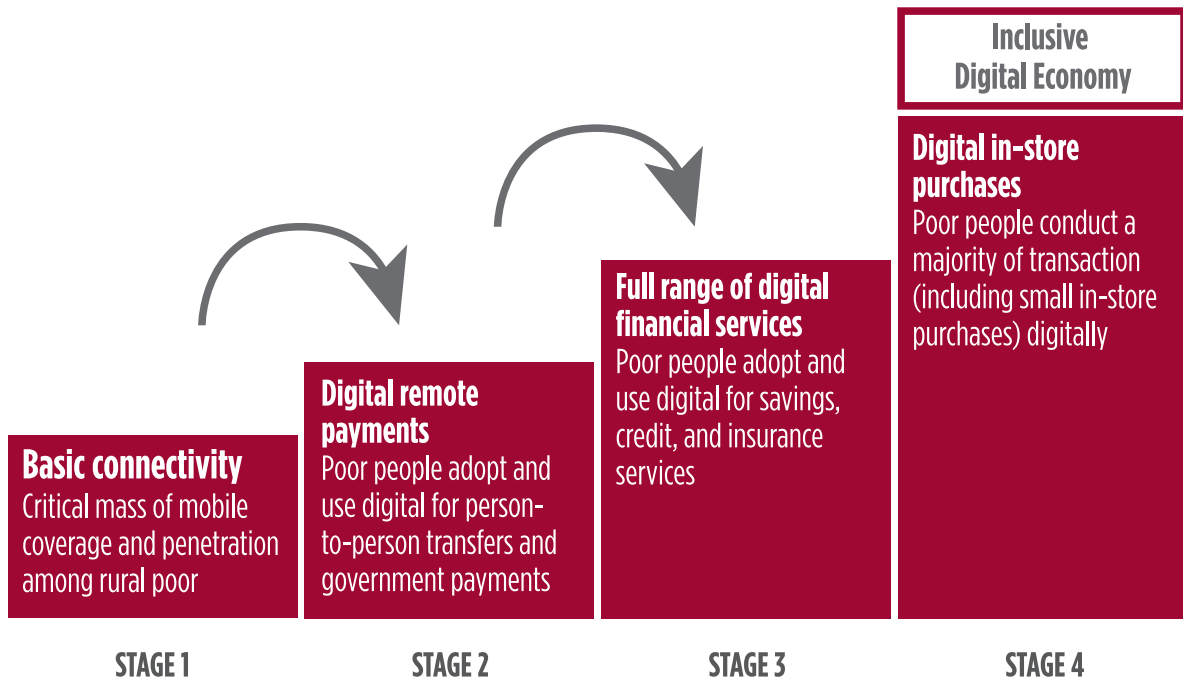 Inclusive
Digital Economy
Digital in-store
purchases
Poor people conduct a
majority of transaction
(including small in-store
purchases) digitally
Full range of digital
financial services
Poor people adopt and
use digital for savings,
credit, and insurance
services
Digital remote
payments
Poor people adopt and
use digital for person-
to-person transfers and
government payments
Basic connectivity
Critical mass of mobile
coverage and penetration
among rural poor
STAGE 1
STAGE 2
STAGE 3
STAGE 4